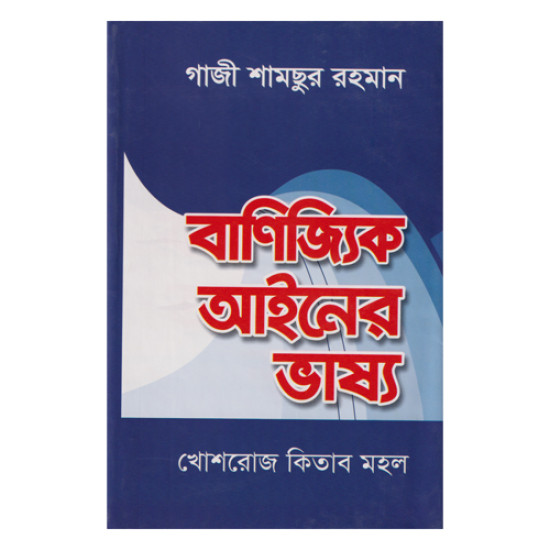 গাজী শামছুর রহমান
বাণিজ্যিক
আইনের
ভাষ্য
খোশরোজ কিতাব মহল